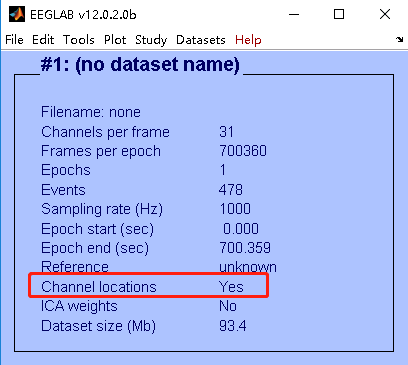 EEGLAB v12.0.2.0b
File Edit Tools Plot Study Datasets Help
#1: (no dataset name)
Filename: none
Channels per frame 31
Frames per epoch 700360
Epochs 1
Events 478
Sampling rate (Hz) 1000
Epoch start (sec) 0.000
Epoch end (sec) 700.359
Reference unknown
Channel locations Yes
ICA weights No
Dataset size (Mb) 93.4